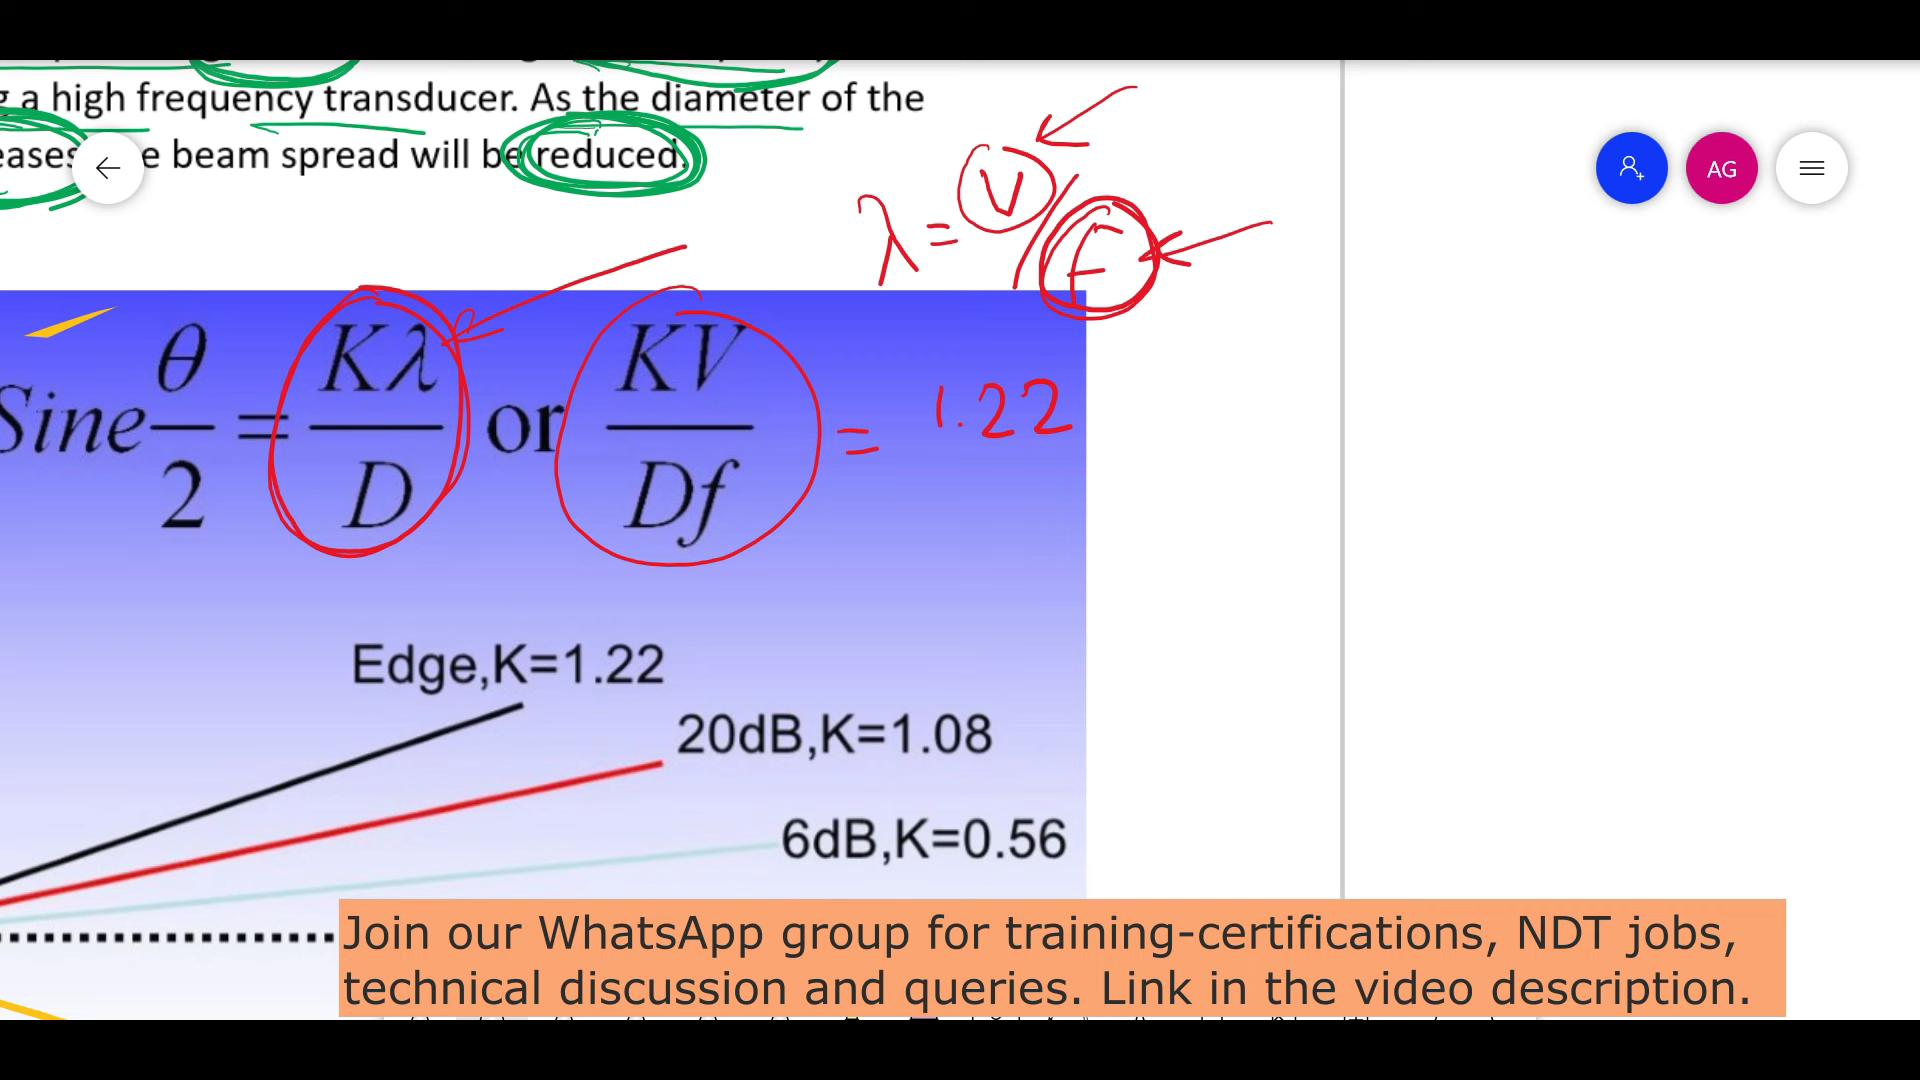 a high frequency transducer. As the diameter of the
eases e beam spread will be reduced.
λ = V/F
AG
Sine θ/2 = Kλ/D or KV/Df = 1.22
Edge,K=1.22
20dB,K=1.08
6dB,K=0.56
Join our WhatsApp group for training-certifications, NDT jobs,
technical discussion and queries. Link in the video description.